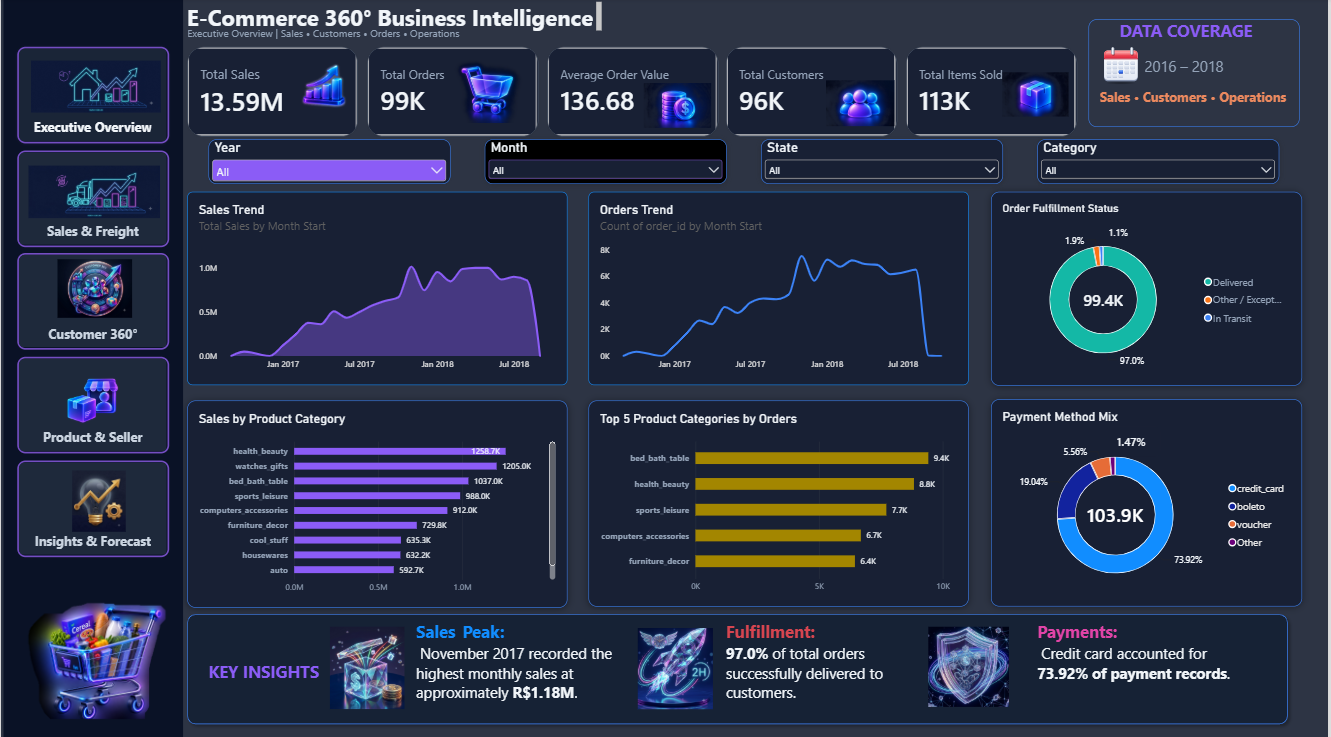 E-Commerce 360° Business Intelligence
Executive Overview | Sales • Customers • Orders • Operations
DATA COVERAGE
2016 – 2018
Sales • Customers • Operations
Executive Overview
Sales & Freight
Customer 360°
Product & Seller
Insights & Forecast
Total Sales
13.59M
Total Orders
99K
Average Order Value
136.68
Total Customers
96K
Total Items Sold
113K
Year
All
Month
All
State
All
Category
All
Sales Trend
Total Sales by Month Start
1.0M
0.5M
0.0M
Jan 2017
Jul 2017
Jan 2018
Jul 2018
Orders Trend
Count of order_id by Month Start
8K
6K
4K
2K
0K
Jan 2017
Jul 2017
Jan 2018
Jul 2018
Order Fulfillment Status
1.9%
1.1%
99.4K
97.0%
Delivered
Other / Except...
In Transit
Sales by Product Category
health_beauty 1258.7K
watches_gifts 1205.0K
bed_bath_table 1037.0K
sports_leisure 988.0K
computers_accessories 912.0K
furniture_decor 729.8K
cool_stuff 635.3K
housewares 632.2K
auto 592.7K
0.0M 0.5M 1.0M
Top 5 Product Categories by Orders
bed_bath_table 9.4K
health_beauty 8.8K
sports_leisure 7.7K
computers_accessories 6.7K
furniture_decor 6.4K
0K 5K 10K
Payment Method Mix
1.47%
5.56%
19.04%
103.9K
73.92%
credit_card
boleto
voucher
Other
Cereal
KEY INSIGHTS
Sales Peak:
November 2017 recorded the
highest monthly sales at
approximately R$1.18M.
2H
Fulfillment:
97.0% of total orders
successfully delivered to
customers.
Payments:
Credit card accounted for
73.92% of payment records.